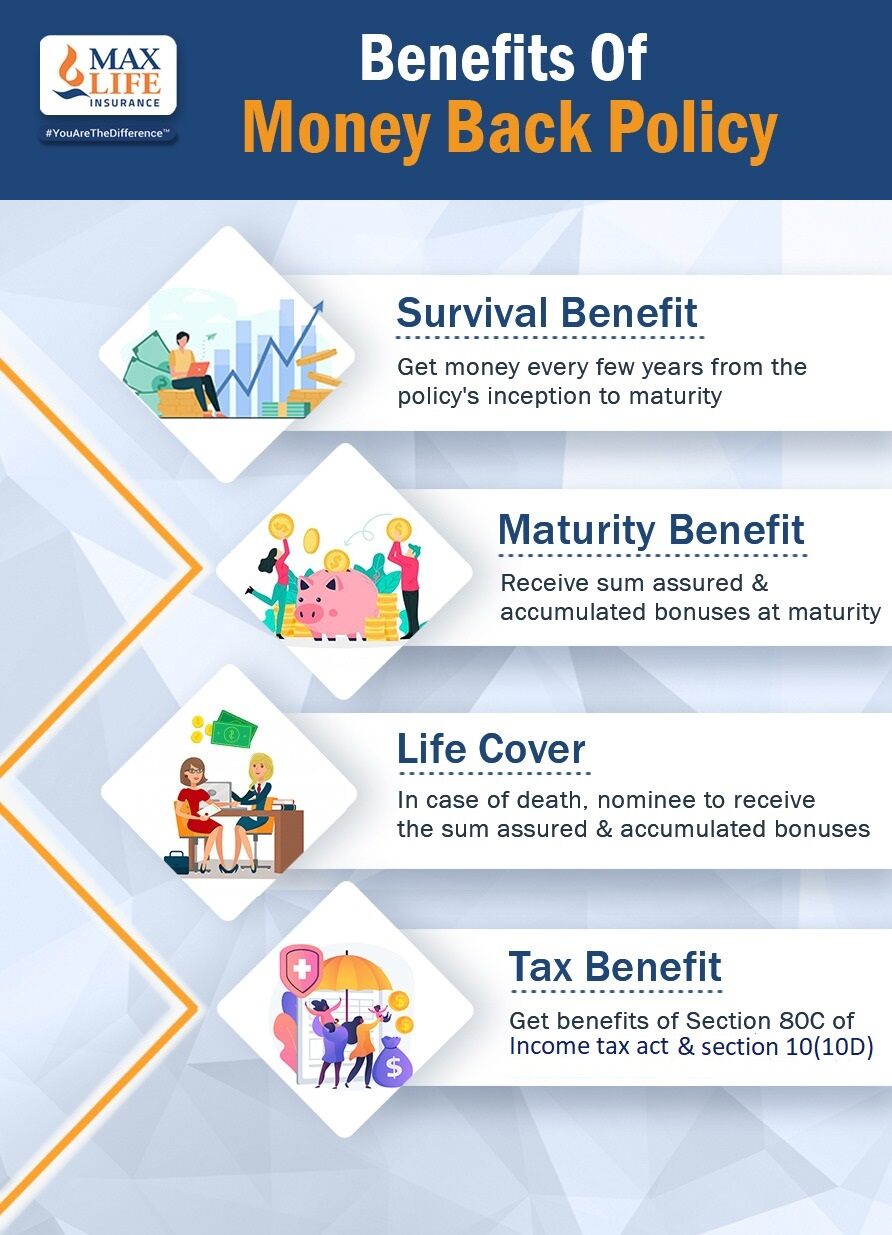 MAX
LIFE
INSURANCE
#YouAreTheDifference™
Benefits Of
Money Back Policy
Survival Benefit
Get money every few years from the
policy's inception to maturity
Maturity Benefit
Receive sum assured &
accumulated bonuses at maturity
Life Cover
In case of death, nominee to receive
the sum assured & accumulated bonuses
Tax Benefit
Get benefits of Section 80C of
Income tax act & section 10(10D)